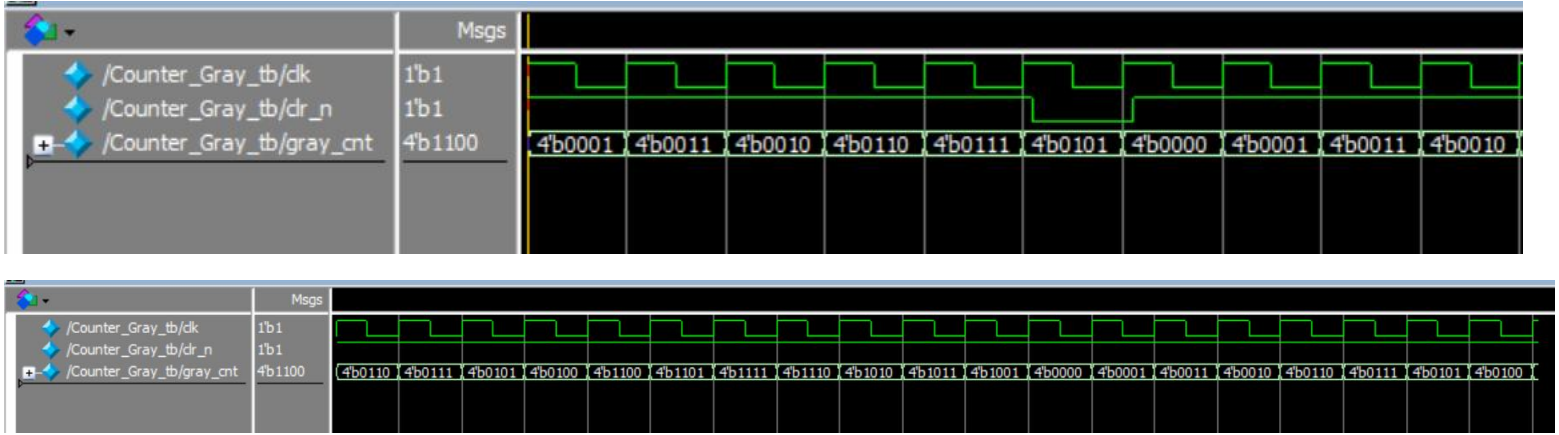 Msgs
/Counter_Gray_tb/clk 1'b1
/Counter_Gray_tb/clr_n 1'b1
/Counter_Gray_tb/gray_cnt 4'b1100 4'b0001 4'b0011 4'b0010 4'b0110 4'b0111 4'b0101 4'b0000 4'b0001 4'b0011 4'b0010
Msgs
/Counter_Gray_tb/clk 1'b1
/Counter_Gray_tb/clr_n 1'b1
/Counter_Gray_tb/gray_cnt 4'b1100 4'b0110 4'b0111 4'b0101 4'b0100 4'b1100 4'b1101 4'b1111 4'b1110 4'b1010 4'b1011 4'b1001 4'b0000 4'b0001 4'b0011 4'b0010 4'b0110 4'b0111 4'b0101 4'b0100